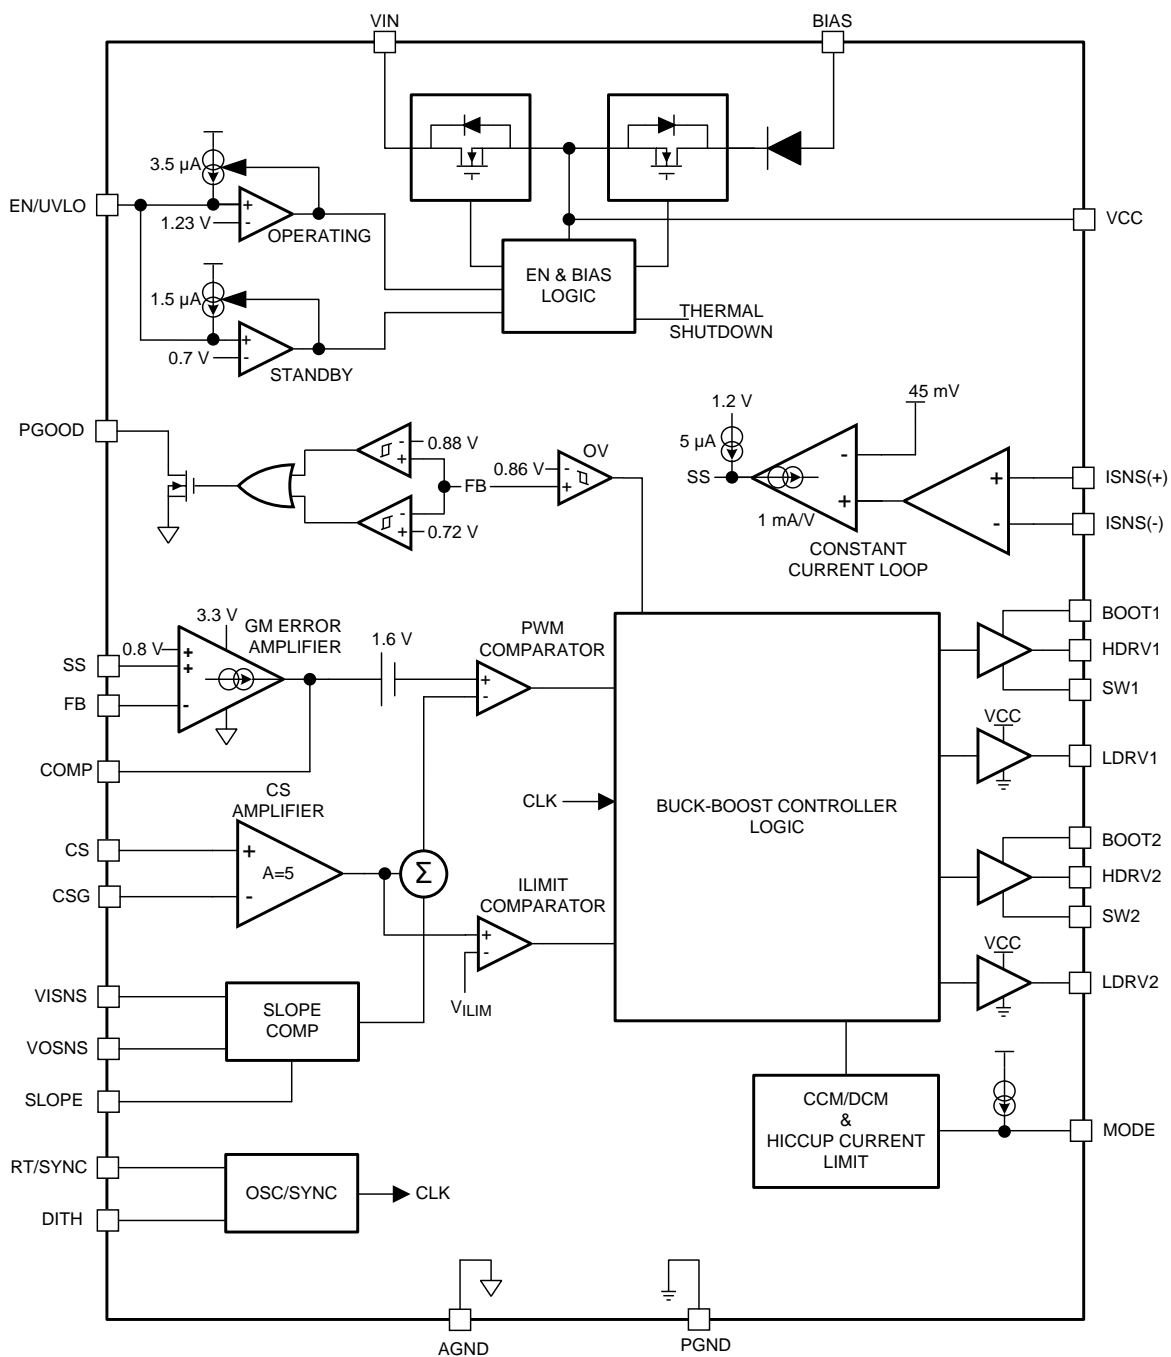 VIN
BIAS
3.5 µA
EN/UVLO
+
-
1.23 V
OPERATING
VCC
EN & BIAS
LOGIC
1.5 µA
THERMAL
SHUTDOWN
+
-
0.7 V
STANDBY
PGOOD
-
+
0.88 V
FB
-
+
0.72 V
OV
0.86 V
-
+
1.2 V
45 mV
5 µA
SS
-
+
1 mA/V
CONSTANT
CURRENT LOOP
+
-
ISNS(+)
ISNS(-)
3.3 V
GM ERROR
AMPLIFIER
0.8 V
+
+
-
SS
FB
COMP
1.6 V
PWM
COMPARATOR
+
-
BOOT1
HDRV1
SW1
VCC
LDRV1
CS
AMPLIFIER
CS
+
A=5
-
CSG
Σ
CLK
BUCK-BOOST CONTROLLER
LOGIC
ILIMIT
COMPARATOR
+
-
VILIM
BOOT2
HDRV2
SW2
VCC
LDRV2
VISNS
VOSNS
SLOPE
COMP
SLOPE
CCM/DCM
&
HICCUP CURRENT
LIMIT
MODE
RT/SYNC
DITH
OSC/SYNC
CLK
AGND
PGND